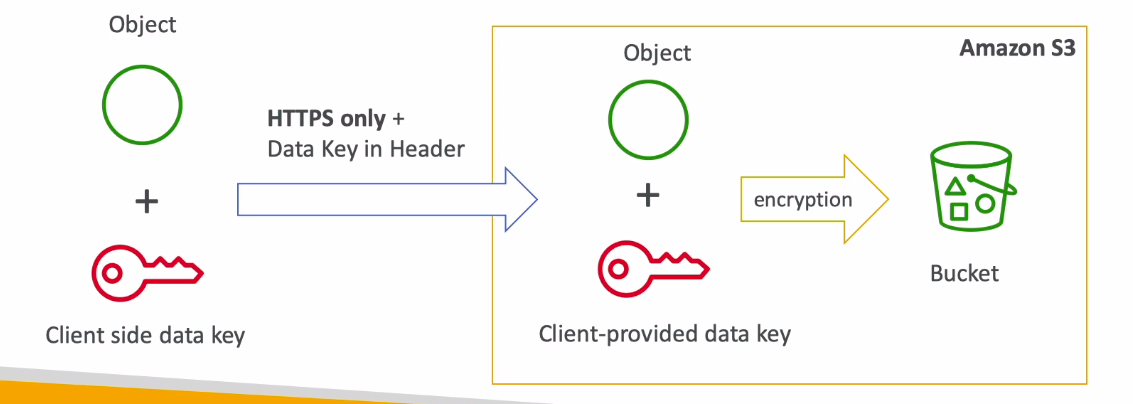 Object
+
Client side data key
HTTPS only +
Data Key in Header
Amazon S3
Object
+
Client-provided data key
encryption
Bucket